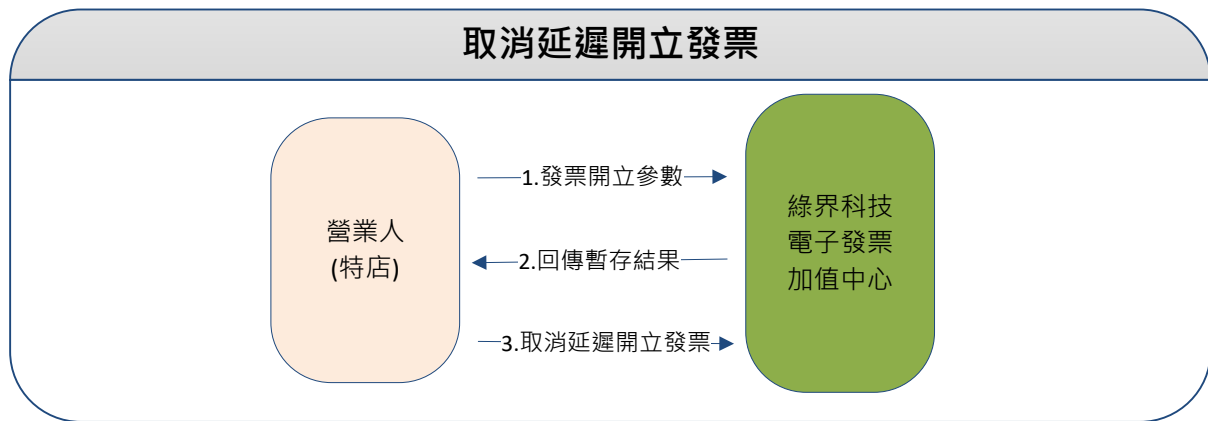 取消延遲開立發票
營業人
(特店)
1.發票開立參數
2.回傳暫存結果
3.取消延遲開立發票
綠界科技
電子發票
加值中心